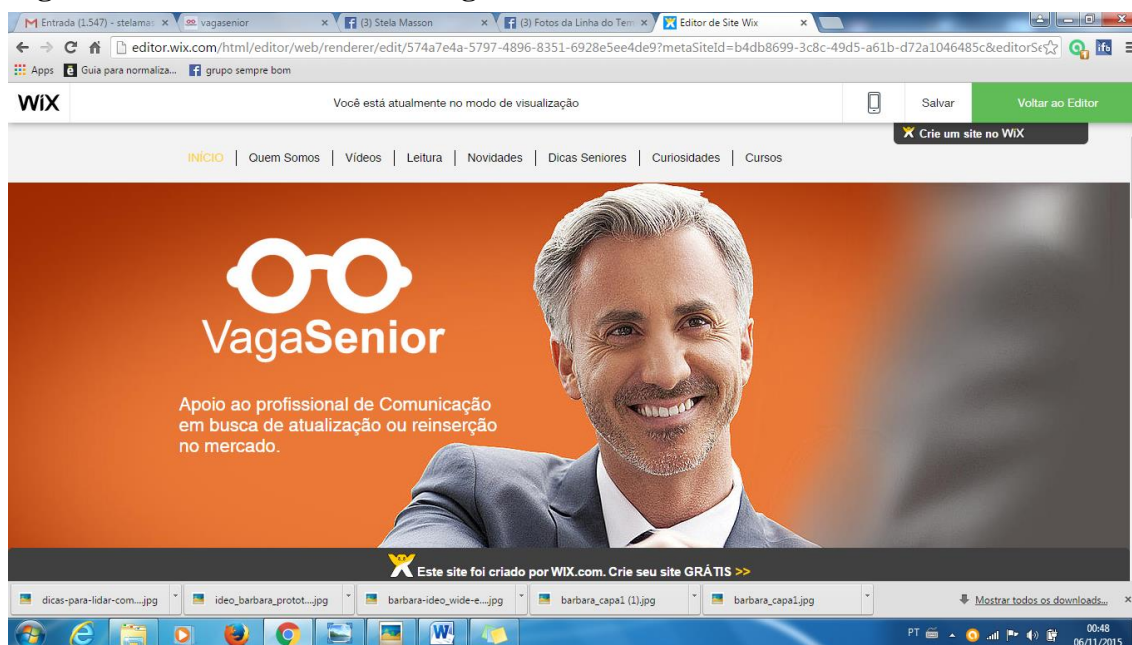 Entrada (1.547) - stelamas
vagasenior
(3) Stela Masson
(3) Fotos da Linha do Tem
Editor de Site Wix
editor.wix.com/html/editor/web/renderer/edit/574a7e4a-5797-4896-8351-6928e5ee4de9?metaSiteId=b4db8699-3c8c-49d5-a61b-d72a1046485c&editorSe
Apps Guia para normaliza... grupo sempre bom
WiX Você está atualmente no modo de visualização Salvar Voltar ao Editor
Crie um site no WiX
INÍCIO | Quem Somos | Vídeos | Leitura | Novidades | Dicas Seniores | Curiosidades | Cursos
VagaSenior
Apoio ao profissional de Comunicação
em busca de atualização ou reinserção
no mercado.
Este site foi criado por WIX.com. Crie seu site GRÁTIS >>
dicas-para-lidar-com....jpg ideo_barbara_protot....jpg barbara-ideo_wide-e....jpg barbara_capa1 (1).jpg barbara_capa1.jpg Mostrar todos os downloads...
PT 00:48
06/11/2015